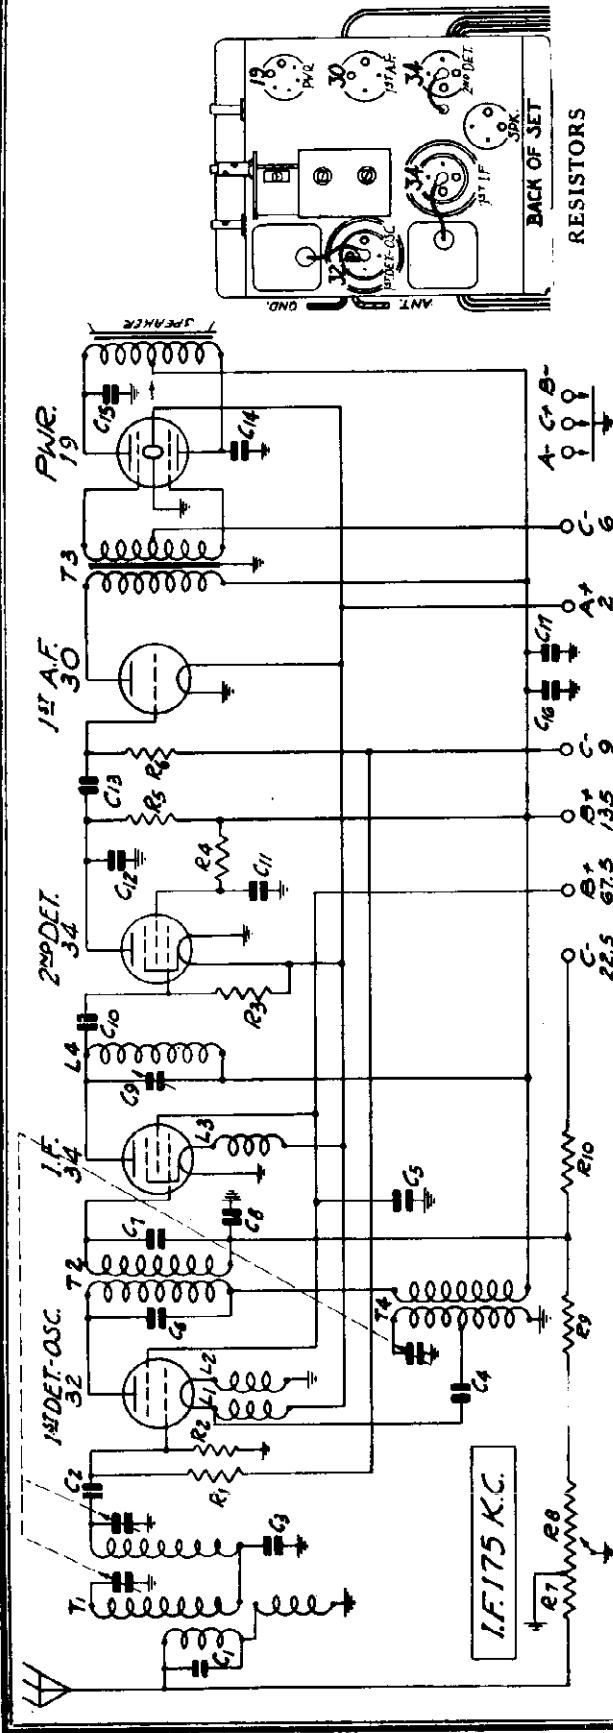 1ST DET.-OSC.
32
I.F.
34
2ND DET.
34
1ST A.F.
30
PWR.
19
T1
C1
C2
C3
R1
R2
L1
L2
C6
T2
C7
C8
L3
C9
L4
C10
R3
C12
C11
R4
R5
C13
R6
T3
C15
C14
SPEAKER
T4
C4
C5
C16
C17
R7
R8
R9
R10
I.F. 175 K.C.
C-
22.5
B+
67.5
B+
135
C-
9
A+
2
C-
6
A-
C+
B-
GND.
ANT.
32
1ST DET-OSC
34
1ST I.F.
19
PWR
30
1ST A.F.
34
2ND DET.
SPK.
BACK OF SET
RESISTORS